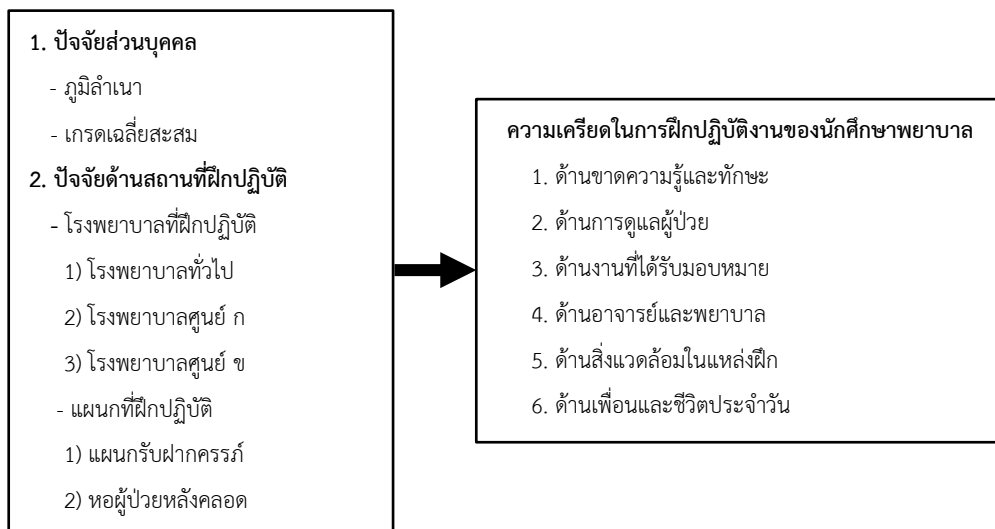 1. ปัจจัยส่วนบุคคล
- ภูมิลำเนา
- เกรดเฉลี่ยสะสม
2. ปัจจัยด้านสถานที่ฝึกปฏิบัติ
- โรงพยาบาลที่ฝึกปฏิบัติ
1) โรงพยาบาลทั่วไป
2) โรงพยาบาลศูนย์ ก
3) โรงพยาบาลศูนย์ ข
- แผนกที่ฝึกปฏิบัติ
1) แผนกรับฝากครรภ์
2) หอผู้ป่วยหลังคลอด
ความเครียดในการฝึกปฏิบัติงานของนักศึกษาพยาบาล
1. ด้านขาดความรู้และทักษะ
2. ด้านการดูแลผู้ป่วย
3. ด้านงานที่ได้รับมอบหมาย
4. ด้านอาจารย์และพยาบาล
5. ด้านสิ่งแวดล้อมในแหล่งฝึก
6. ด้านเพื่อนและชีวิตประจำวัน